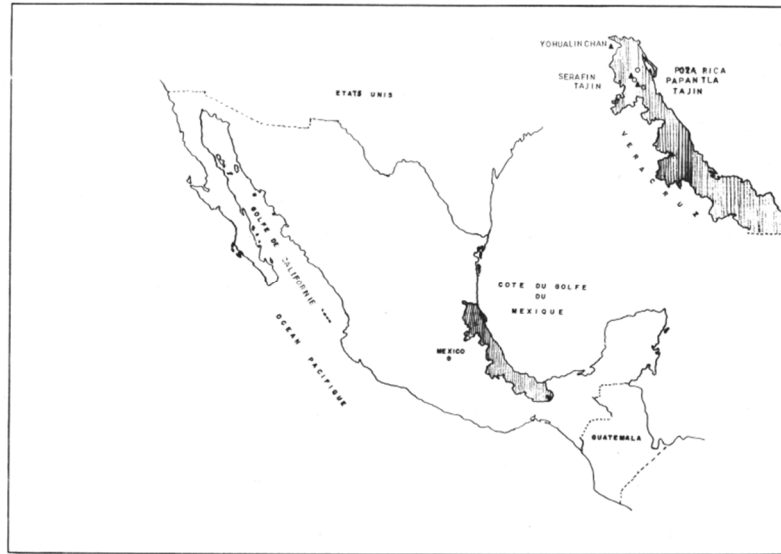 YOHUALINCHAN
POZA RICA
PAPANTLA
TAJIN
SERAFIN
TAJIN
ETATS UNIS
VERACRUZ
GOLFE DE CALIFORNIE
COTE DU GOLFE
DU
MEXIQUE
MEXICO
OCEAN PACIFIQUE
GUATEMALA